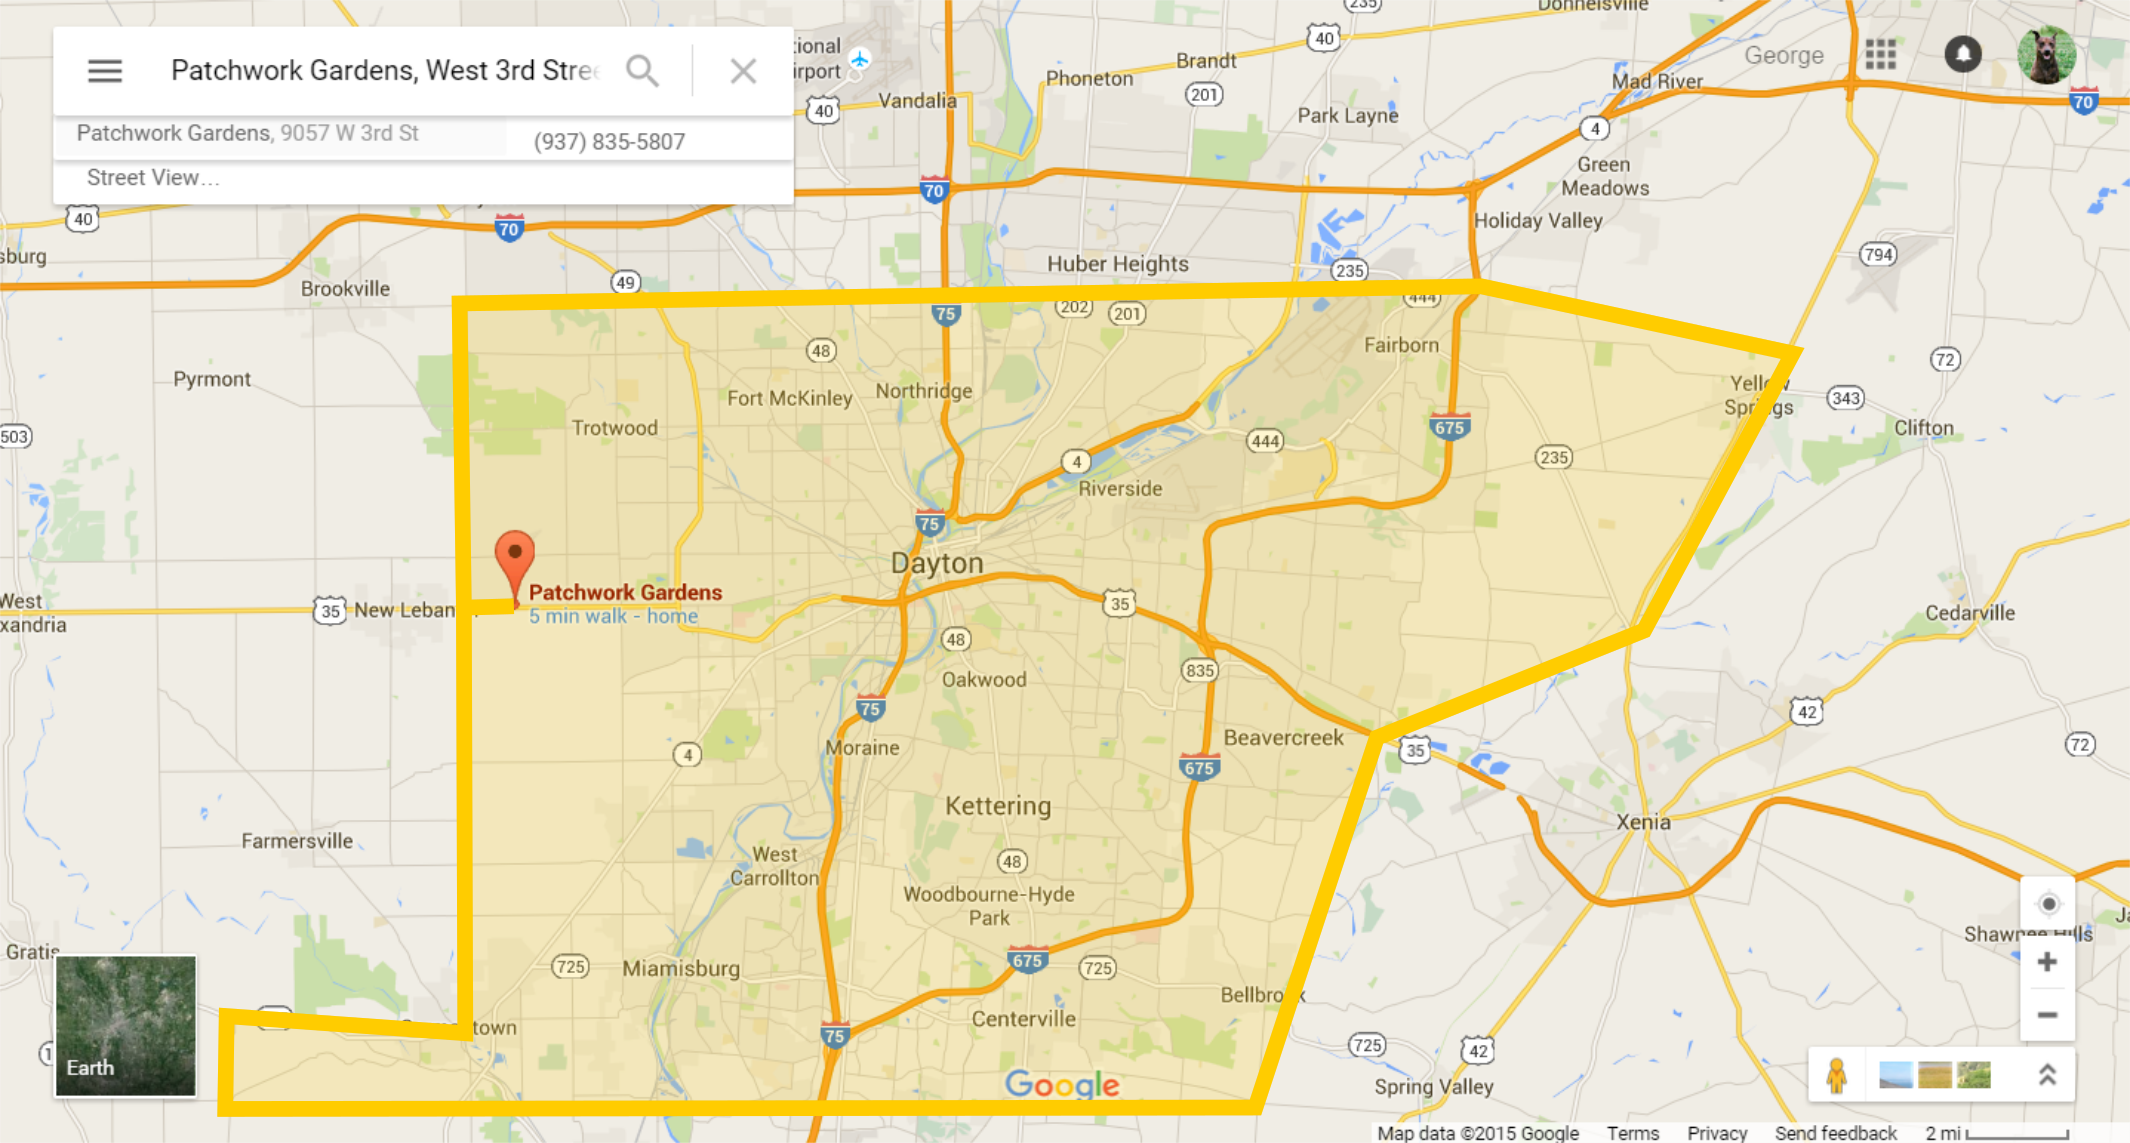 Patchwork Gardens, West 3rd Stre
Patchwork Gardens, 9057 W 3rd St
(937) 835-5807
Street View...
235
Donnelsville
40
tional
irport
Brandt
Phoneton
201
40
Vandalia
George
Mad River
70
Park Layne
4
Green
Meadows
70
Holiday Valley
40
70
sburg
Huber Heights
235
794
49
Brookville
75
202
201
444
48
Fairborn
72
Pyrmont
Fort McKinley
Northridge
Yellow
Springs
343
Trotwood
675
Clifton
503
444
235
4
Riverside
75
Dayton
Patchwork Gardens
5 min walk - home
West
xandria
35
New Leban
35
Cedarville
48
835
Oakwood
75
42
4
Moraine
Beavercreek
35
72
675
Kettering
Xenia
Farmersville
West
Carrollton
48
Woodbourne-Hyde
Park
Gratis
725
Miamisburg
675
725
Shawnee Hills
Bellbrook
town
Centerville
75
725
42
Earth
Google
Spring Valley
Map data ©2015 Google
Terms
Privacy
Send feedback
2 mi